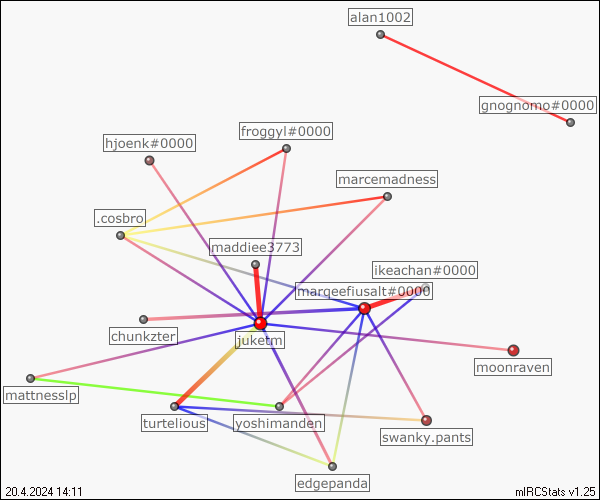 alan1002
gnognomo#0000
froggyl#0000
hjoenk#0000
marcemadness
.cosbro
maddiee3773
ikeachan#0000
marqeefiusalt#0000
chunkzter
juketm
moonraven
mattnesslp
turtelious
yoshimanden
swanky.pants
edgepanda
20.4.2024 14:11
mIRCStats v1.25